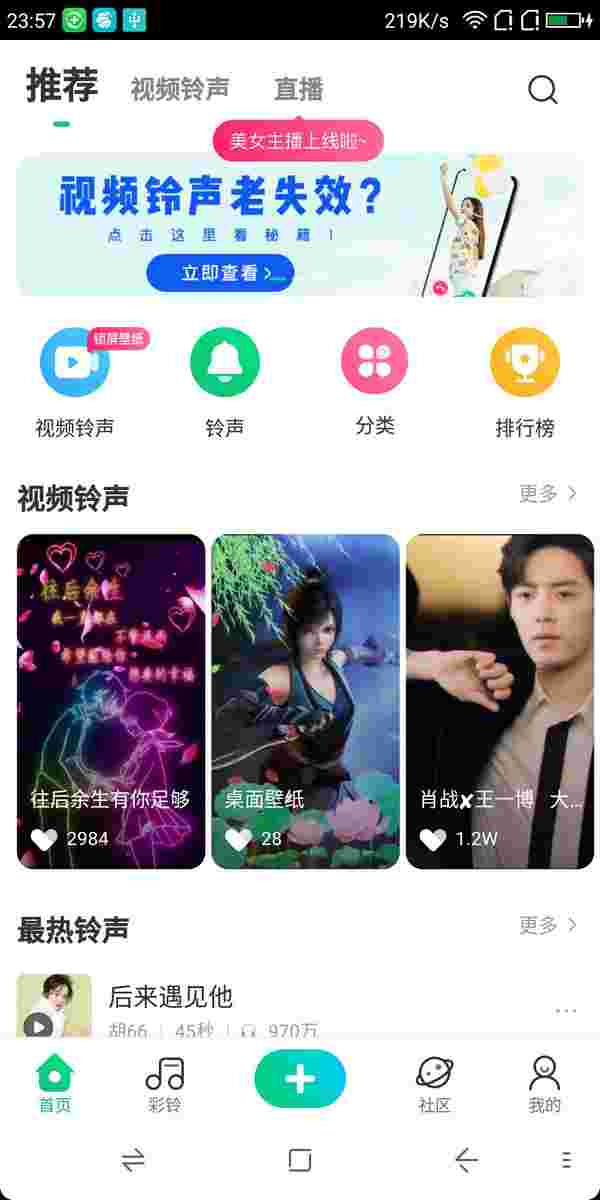 23:57
219K/s
推荐
视频铃声
直播
美女主播上线啦~
视频铃声老失效?
点击这里看秘籍!
立即查看
锁屏壁纸
视频铃声
铃声
分类
排行榜
视频铃声
更多
往后余生
往后余生有你足够
2984
桌面壁纸
28
肖战✘王一博 大...
1.2W
最热铃声
更多
后来遇见他
胡66 | 45秒 | 970万
首页
彩铃
社区
我的